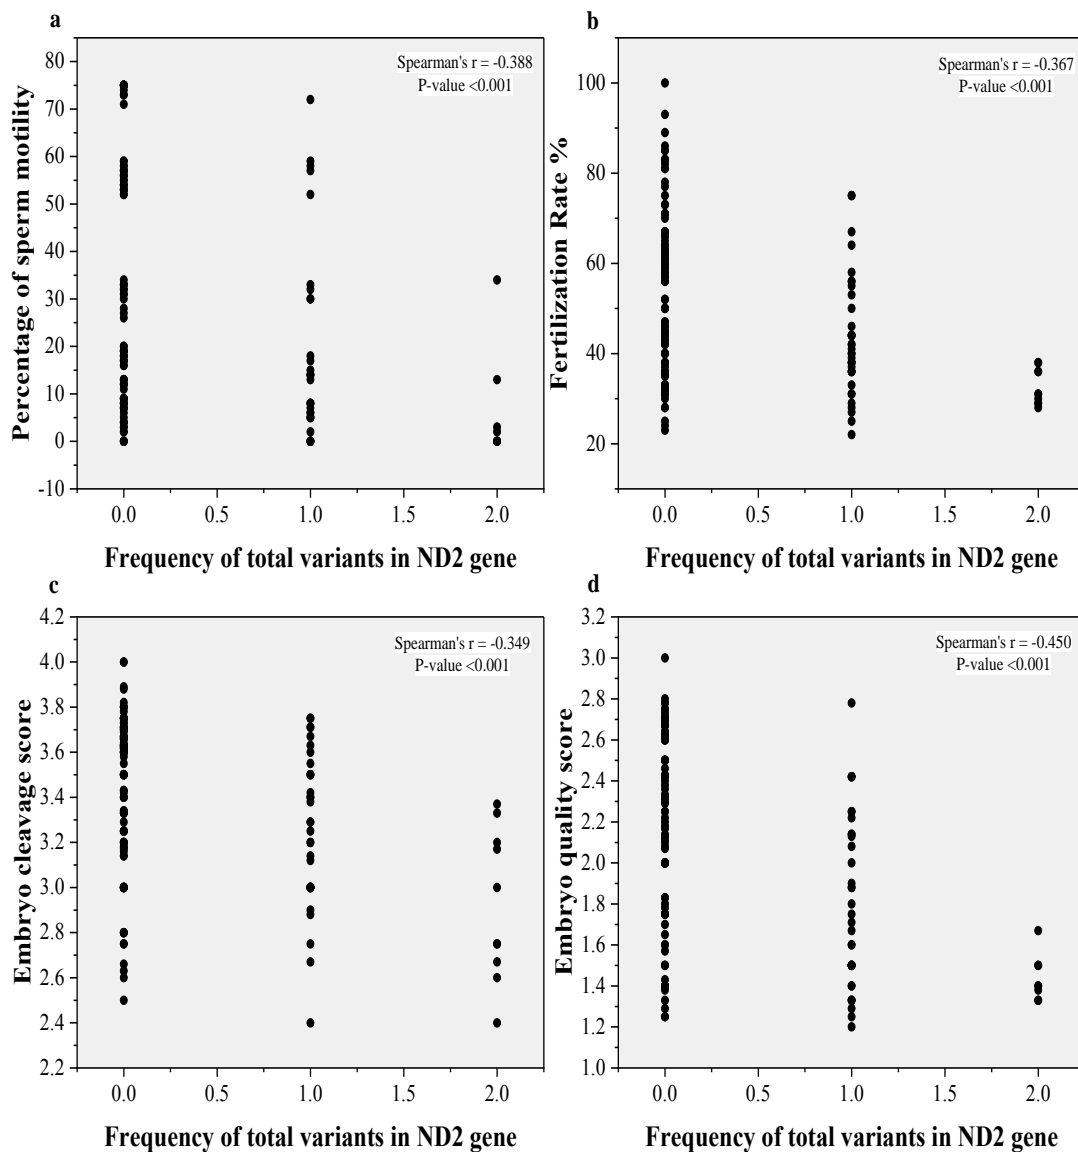 a
Spearman's r = -0.388
P-value <0.001
80
70
60
50
40
30
20
10
0
-10
Percentage of sperm motility
0.0 0.5 1.0 1.5 2.0
Frequency of total variants in ND2 gene
b
Spearman's r = -0.367
P-value <0.001
100
80
60
40
20
Fertilization Rate %
0.0 0.5 1.0 1.5 2.0
Frequency of total variants in ND2 gene
c
Spearman's r = -0.349
P-value <0.001
4.2
4.0
3.8
3.6
3.4
3.2
3.0
2.8
2.6
2.4
2.2
Embryo cleavage score
0.0 0.5 1.0 1.5 2.0
Frequency of total variants in ND2 gene
d
Spearman's r = -0.450
P-value <0.001
3.2
3.0
2.8
2.6
2.4
2.2
2.0
1.8
1.6
1.4
1.2
1.0
Embryo quality score
0.0 0.5 1.0 1.5 2.0
Frequency of total variants in ND2 gene